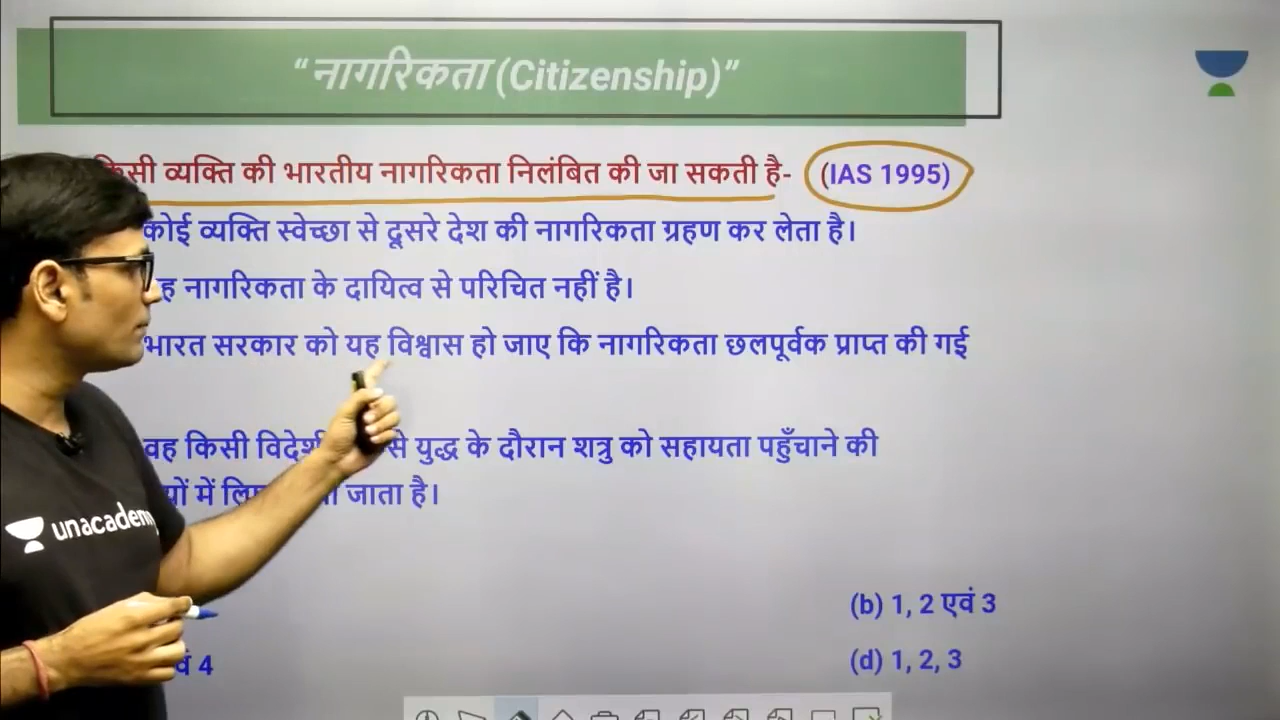 “नागरिकता (Citizenship)”
व्यक्ति की भारतीय नागरिकता निलंबित की जा सकती है- (IAS 1995)
कोई व्यक्ति स्वेच्छा से दूसरे देश की नागरिकता ग्रहण कर लेता है।
नागरिकता के दायित्व से परिचित नहीं है।
भारत सरकार को यह विश्वास हो जाए कि नागरिकता छलपूर्वक प्राप्त की गई
वह किसी से युद्ध के दौरान शत्रु को सहायता पहुँचाने की
में जाता है।
unacademy
(b) 1, 2 एवं 3
4
(d) 1, 2, 3